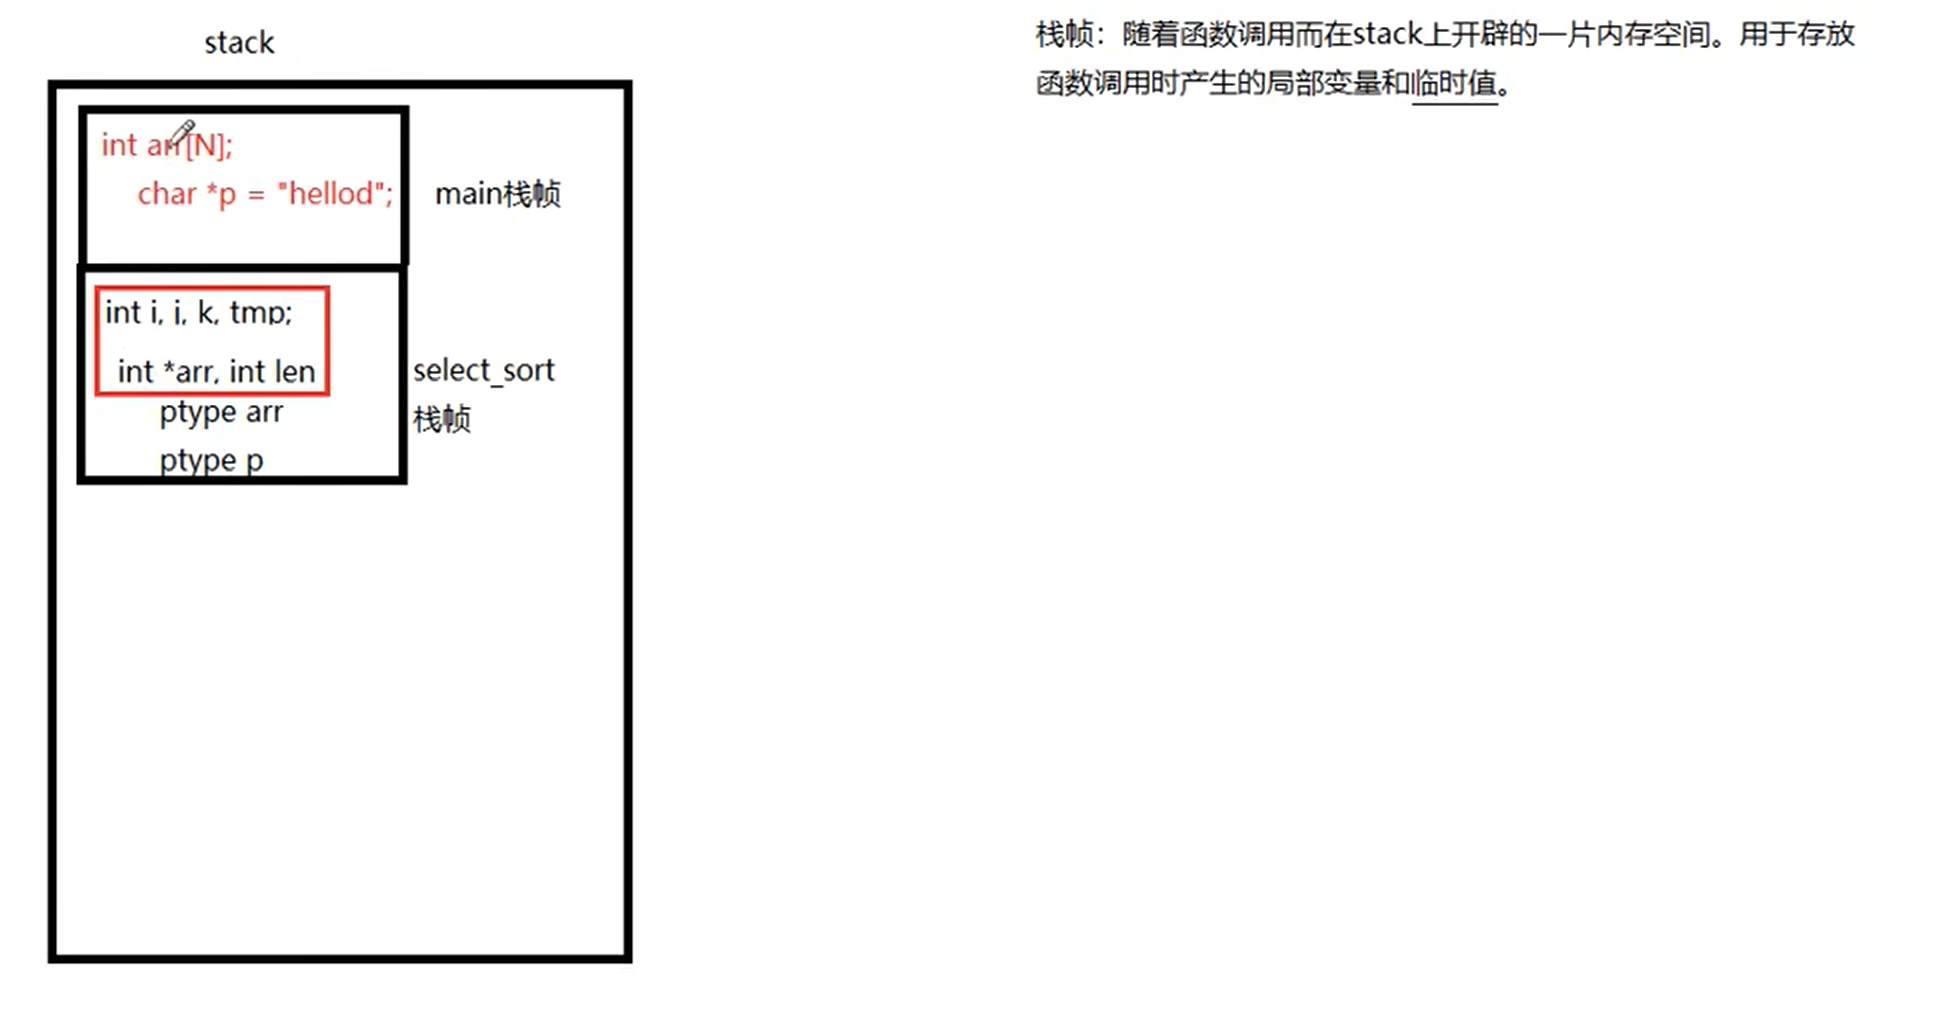 stack
栈帧：随着函数调用而在stack上开辟的一片内存空间。用于存放
函数调用时产生的局部变量和临时值。
int arr[N];
char *p = "hellod";
main栈帧
int i, j, k, tmp;
int *arr, int len
select_sort
栈帧
ptype arr
ptype p